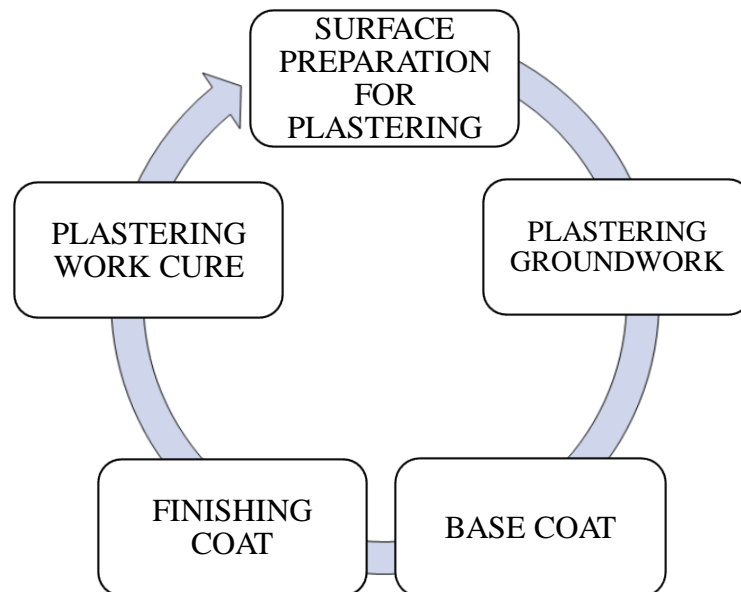 SURFACE
PREPARATION
FOR
PLASTERING
PLASTERING
GROUNDWORK
BASE COAT
FINISHING
COAT
PLASTERING
WORK CURE